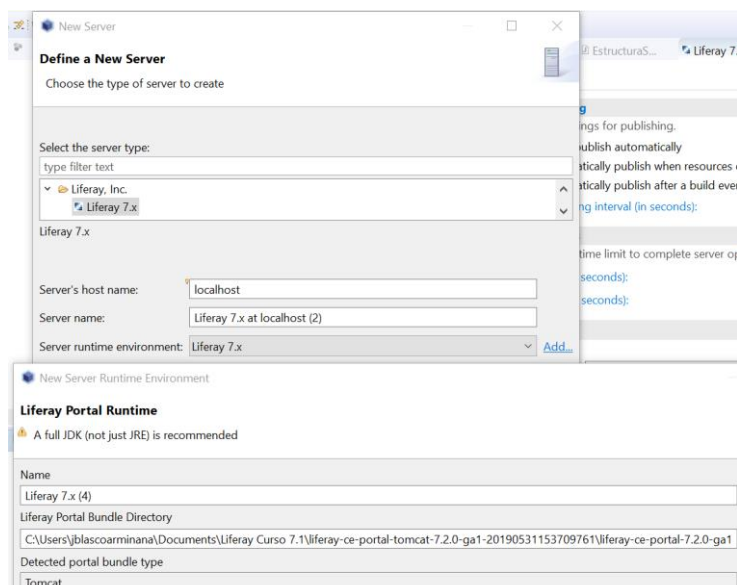 New Server
Define a New Server
Choose the type of server to create
EstructuraS...
Liferay 7.
g
ings for publishing.
ublish automatically
atically publish when resources
atically publish after a build eve
ng interval (in seconds):
time limit to complete server op
seconds):
seconds):
Select the server type:
type filter text
Liferay, Inc.
Liferay 7.x
Liferay 7.x
Server's host name: localhost
Server name: Liferay 7.x at localhost (2)
Server runtime environment: Liferay 7.x Add...
New Server Runtime Environment
Liferay Portal Runtime
A full JDK (not just JRE) is recommended
Name
Liferay 7.x (4)
Liferay Portal Bundle Directory
C:\Users\jblascoarminana\Documents\Liferay Curso 7.1\liferay-ce-portal-tomcat-7.2.0-ga1-20190531153709761\liferay-ce-portal-7.2.0-ga1
Detected portal bundle type
Tomcat